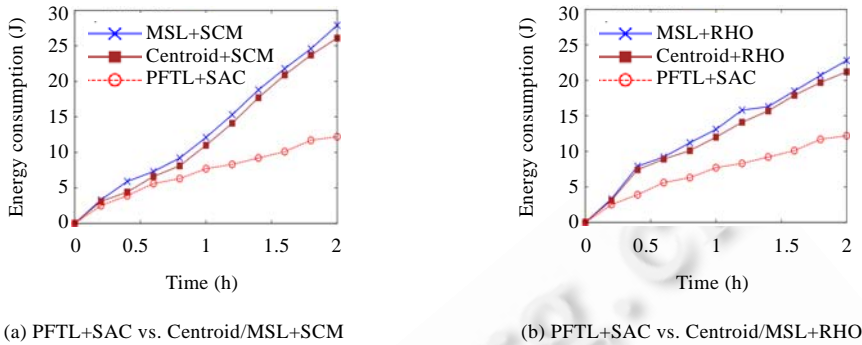 30
25
20
15
10
5
0
Energy consumption (J)
MSL+SCM
Centroid+SCM
PFTL+SAC
0 0.5 1 1.5 2
Time (h)
(a) PFTL+SAC vs. Centroid/MSL+SCM
30
25
20
15
10
5
0
Energy consumption (J)
MSL+RHO
Centroid+RHO
PFTL+SAC
0 0.5 1 1.5 2
Time (h)
(b) PFTL+SAC vs. Centroid/MSL+RHO